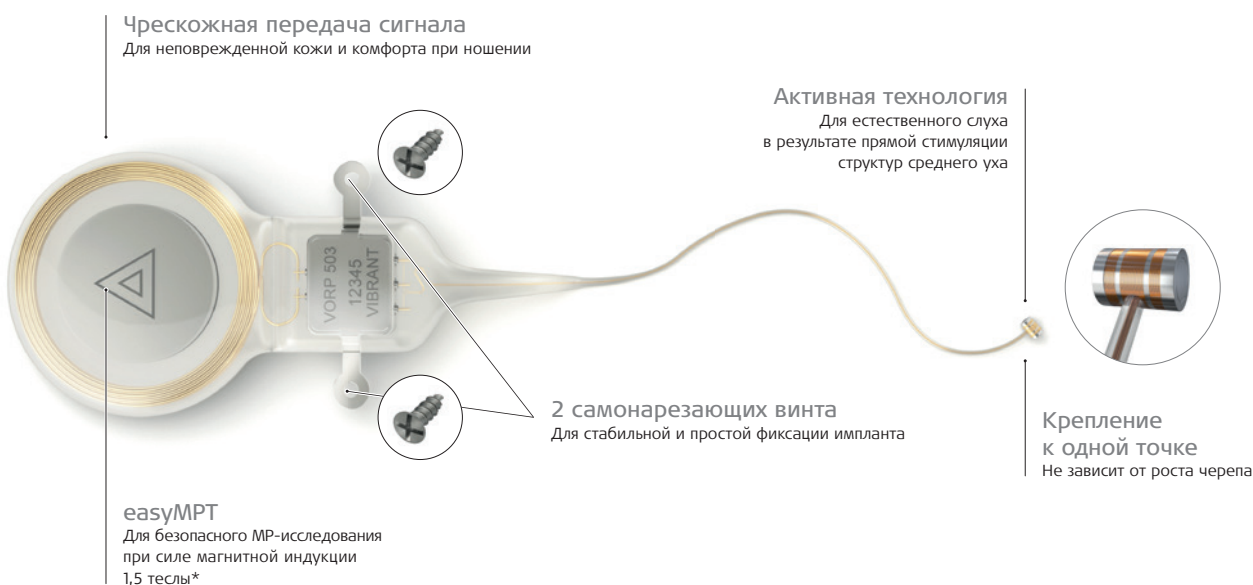 Чрескожная передача сигнала
Для неповрежденной кожи и комфорта при ношении
Активная технология
Для естественного слуха
в результате прямой стимуляции
структур среднего уха
VORP 503
12345
VIBRANT
2 самонарезающих винта
Для стабильной и простой фиксации импланта
Крепление
к одной точке
Не зависит от роста черепа
easyМРТ
Для безопасного МР-исследования
при силе магнитной индукции
1,5 теслы*